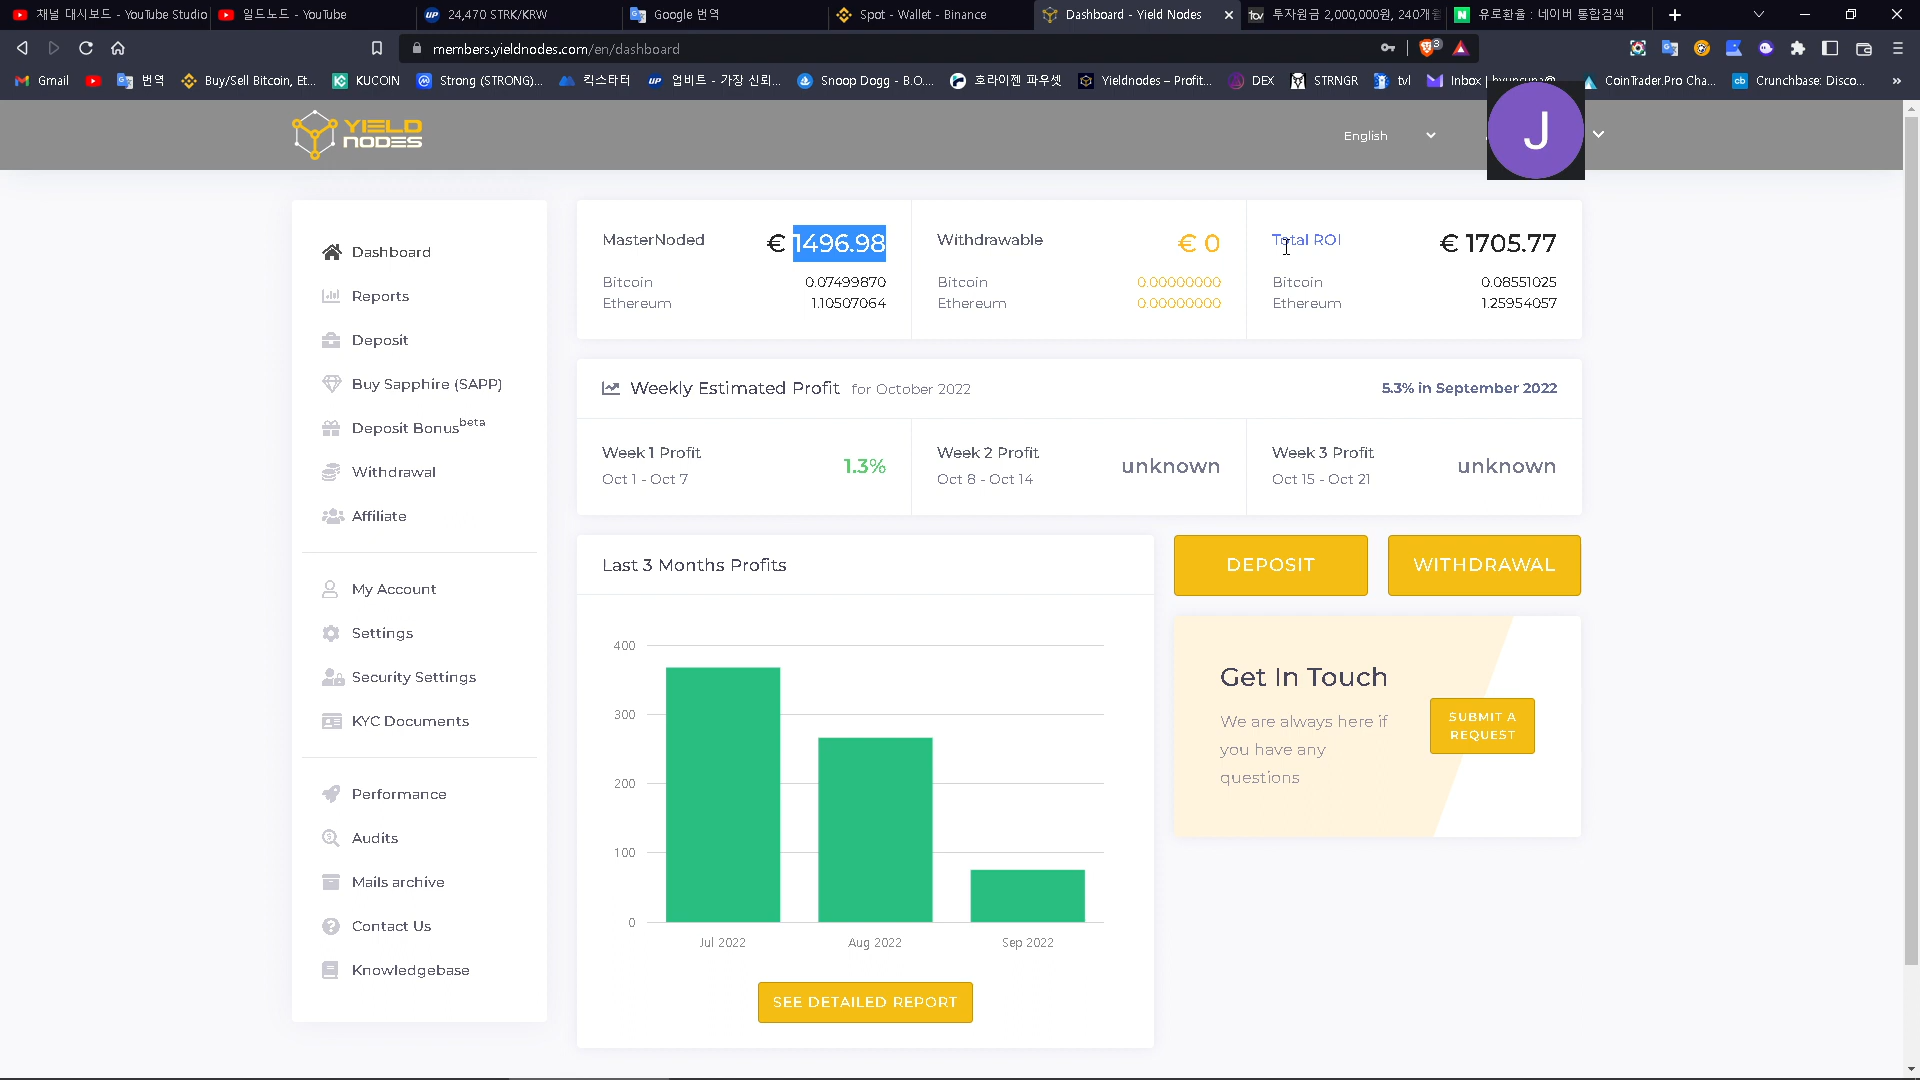 채널 대시보드 - YouTube Studio
일드노드 - YouTube
24,470 STRK/KRW
Google 번역
Spot - Wallet - Binance
Dashboard - Yield Nodes
투자원금 2,000,000원, 240개월
유로환율 : 네이버 통합검색
members.yieldnodes.com/en/dashboard
Gmail
번역
Buy/Sell Bitcoin, Et...
KUCOIN
Strong (STRONG)...
킥스타터
업비트 - 가장 신뢰...
Snoop Dogg - B.O....
호라이젠 파우셋
Yieldnodes – Profit...
DEX
STRNGR
tvl
Inbox |
CoinTrader.Pro Cha...
Crunchbase: Disco...
YIELD
NODES
English
J
Dashboard
Reports
Deposit
Buy Sapphire (SAPP)
Deposit Bonus beta
Withdrawal
Affiliate
My Account
Settings
Security Settings
KYC Documents
Performance
Audits
Mails archive
Contact Us
Knowledgebase
MasterNoded € 1496.98
Bitcoin 0.07499870
Ethereum 1.10507064
Withdrawable € 0
Bitcoin 0.00000000
Ethereum 0.00000000
Total ROI € 1705.77
Bitcoin 0.08551025
Ethereum 1.25954057
Weekly Estimated Profit for October 2022
5.3% in September 2022
Week 1 Profit
Oct 1 - Oct 7
1.3%
Week 2 Profit
Oct 8 - Oct 14
unknown
Week 3 Profit
Oct 15 - Oct 21
unknown
Last 3 Months Profits
400
300
200
100
0
Jul 2022
Aug 2022
Sep 2022
SEE DETAILED REPORT
DEPOSIT
WITHDRAWAL
Get In Touch
We are always here if
you have any
questions
SUBMIT A
REQUEST